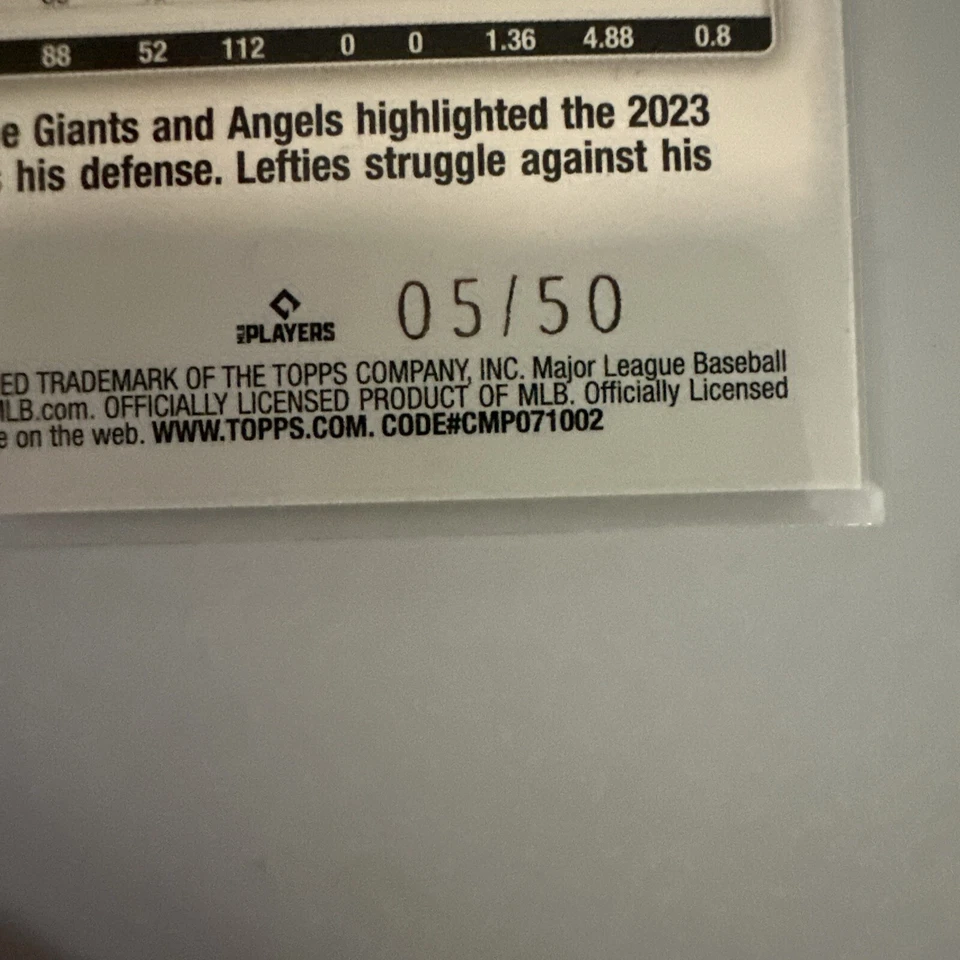 88 52 112 0 0 1.36 4.88 0.8
e Giants and Angels highlighted the 2023
his defense. Lefties struggle against his
PLAYERS 05/50
ED TRADEMARK OF THE TOPPS COMPANY, INC. Major League Baseball
MLB.com. OFFICIALLY LICENSED PRODUCT OF MLB. Officially Licensed
e on the web. WWW.TOPPS.COM. CODE#CMP071002